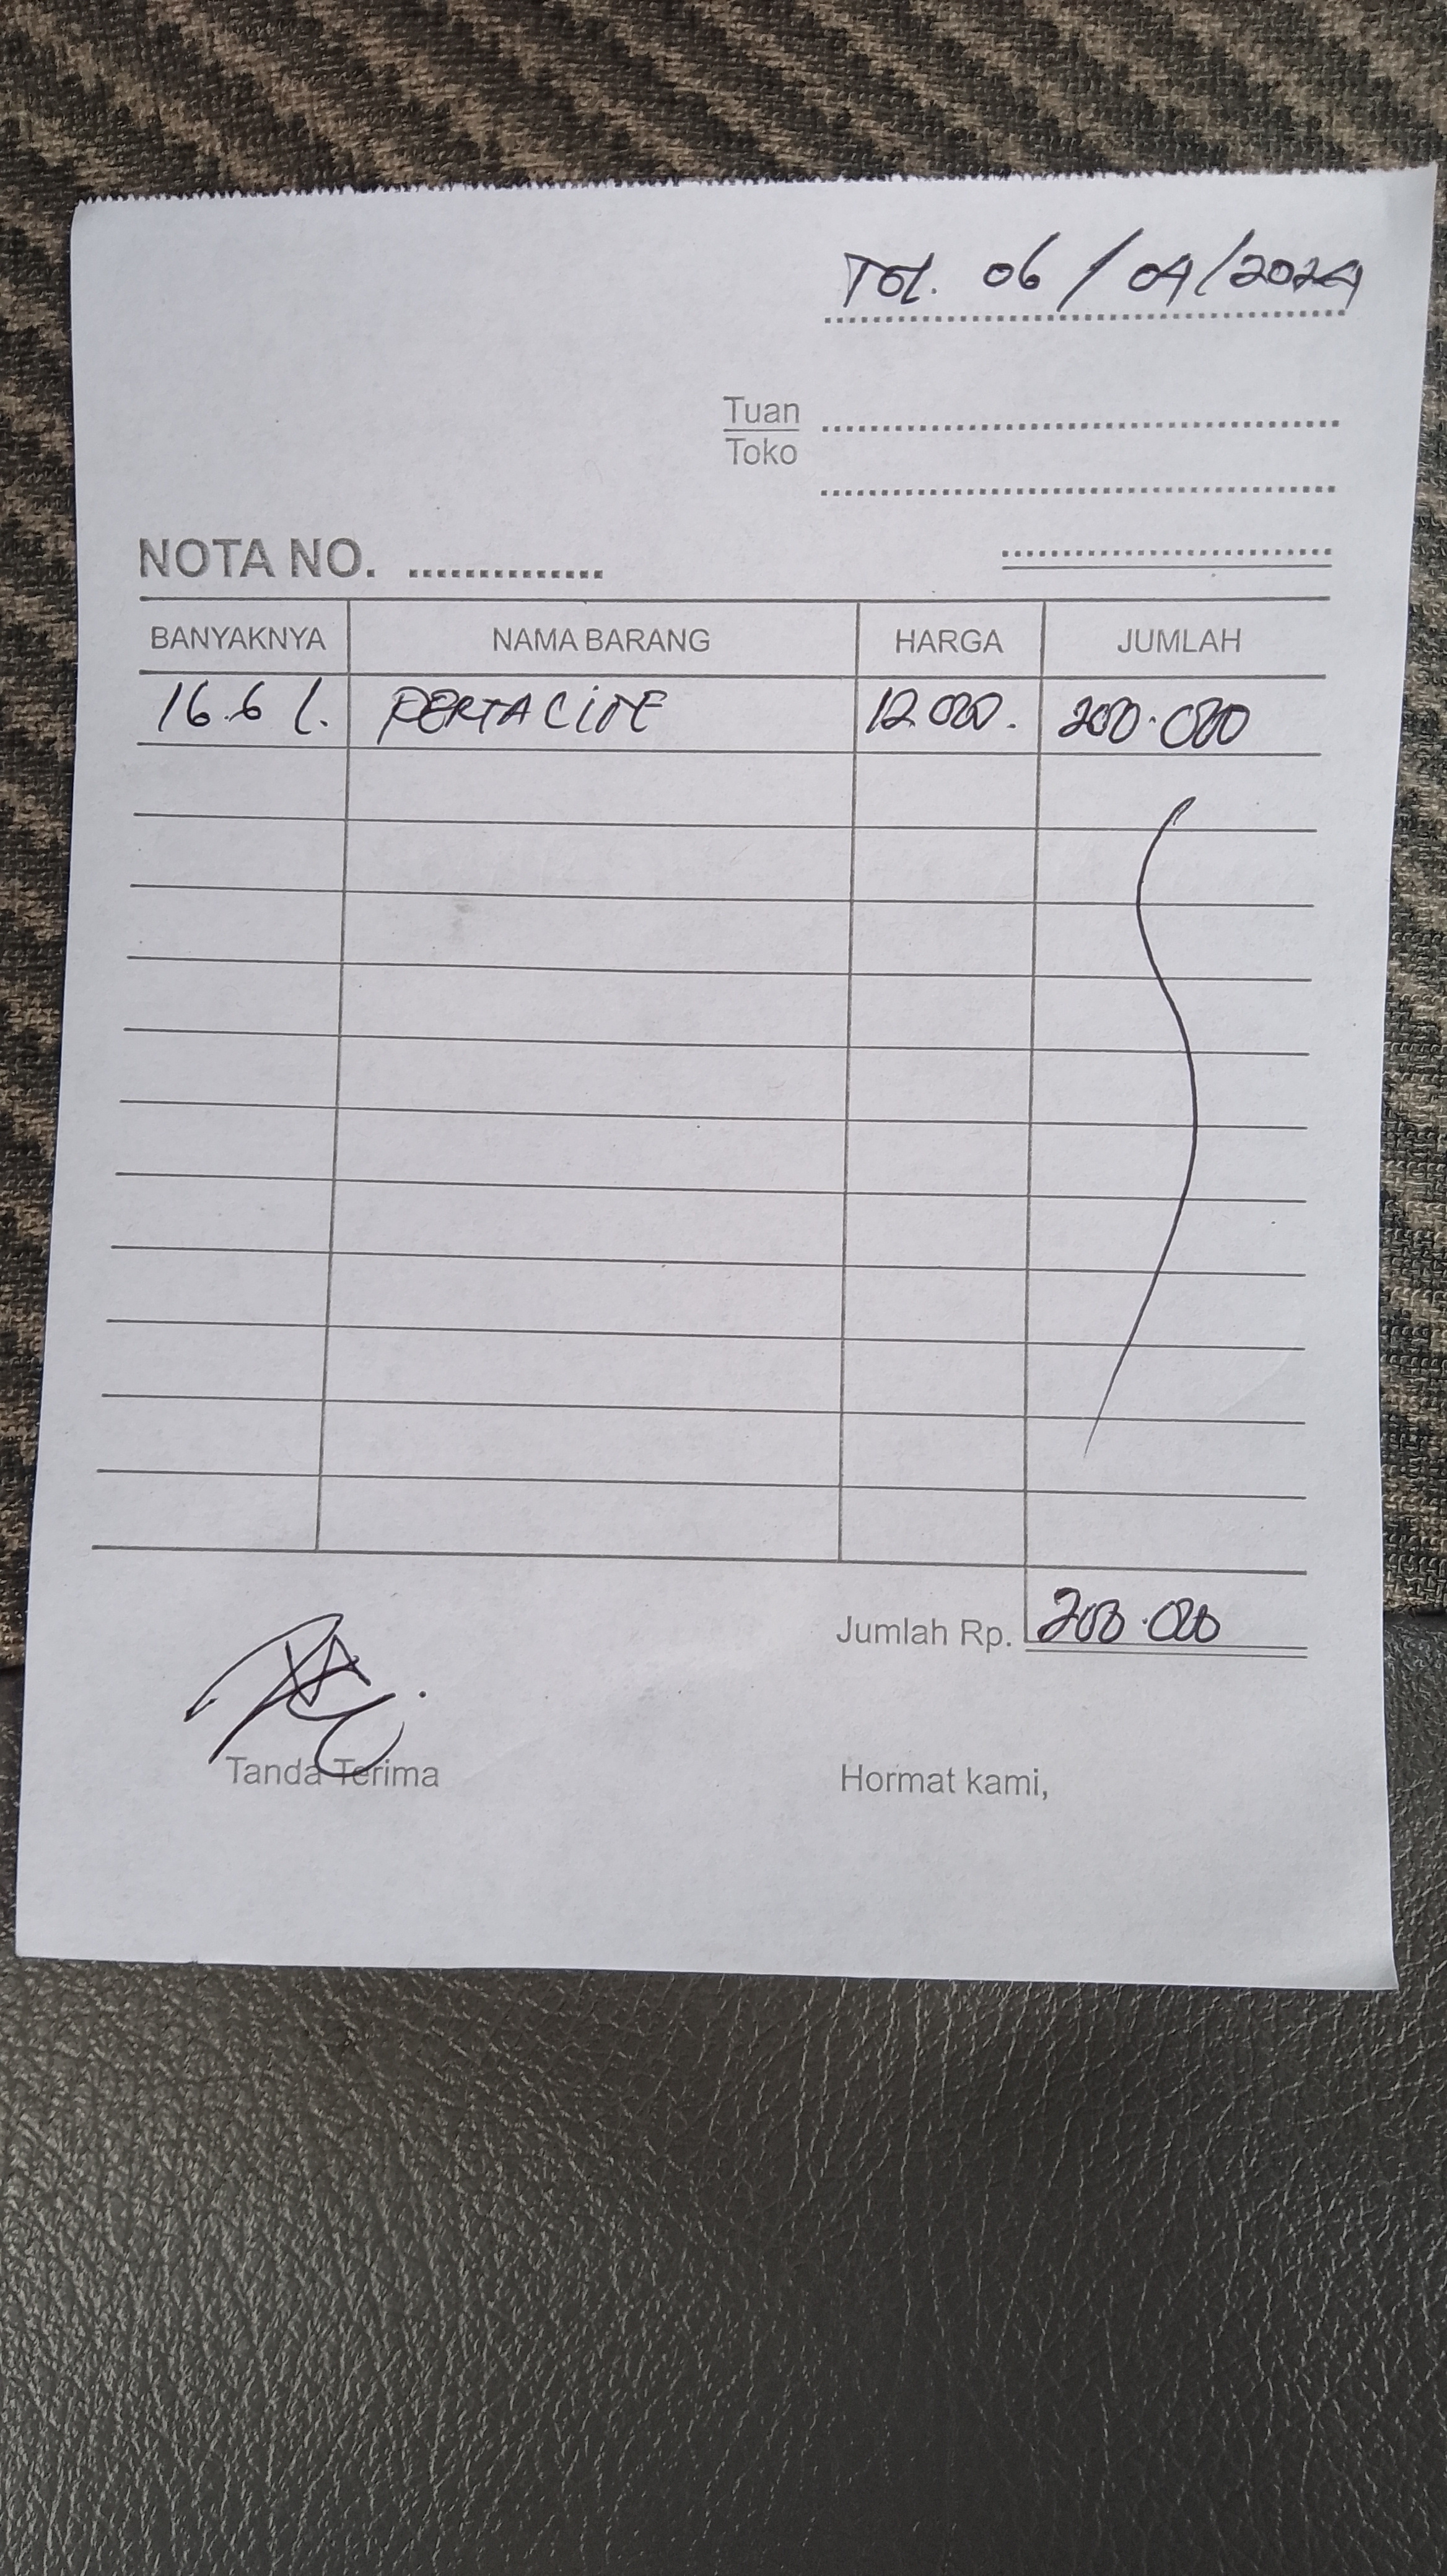 Tgl. 06/04/2024
Tuan
Toko
NOTA NO.
BANYAKNYA NAMA BARANG HARGA JUMLAH
16.6 l. PERTALITE 12.000. 200.000
Jumlah Rp. 200.000
Tanda Terima Hormat kami,